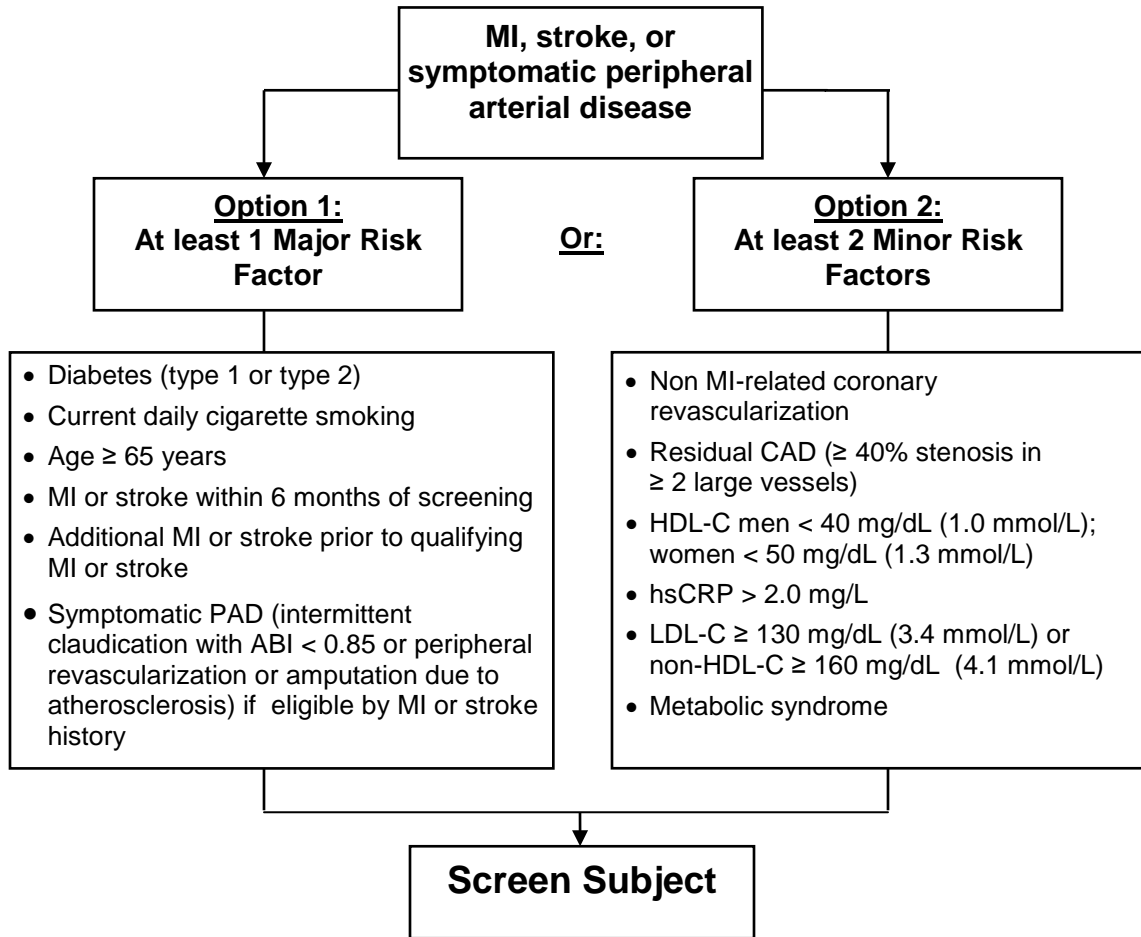 MI, stroke, or
symptomatic peripheral
arterial disease
Option 1:
At least 1 Major Risk
Factor
Or:
Option 2:
At least 2 Minor Risk
Factors
• Diabetes (type 1 or type 2)
• Current daily cigarette smoking
• Age ≥ 65 years
• MI or stroke within 6 months of screening
• Additional MI or stroke prior to qualifying
MI or stroke
• Symptomatic PAD (intermittent
claudication with ABI < 0.85 or peripheral
revascularization or amputation due to
atherosclerosis) if eligible by MI or stroke
history
• Non MI-related coronary
revascularization
• Residual CAD (≥ 40% stenosis in
≥ 2 large vessels)
• HDL-C men < 40 mg/dL (1.0 mmol/L);
women < 50 mg/dL (1.3 mmol/L)
• hsCRP > 2.0 mg/L
• LDL-C ≥ 130 mg/dL (3.4 mmol/L) or
non-HDL-C ≥ 160 mg/dL (4.1 mmol/L)
• Metabolic syndrome
Screen Subject